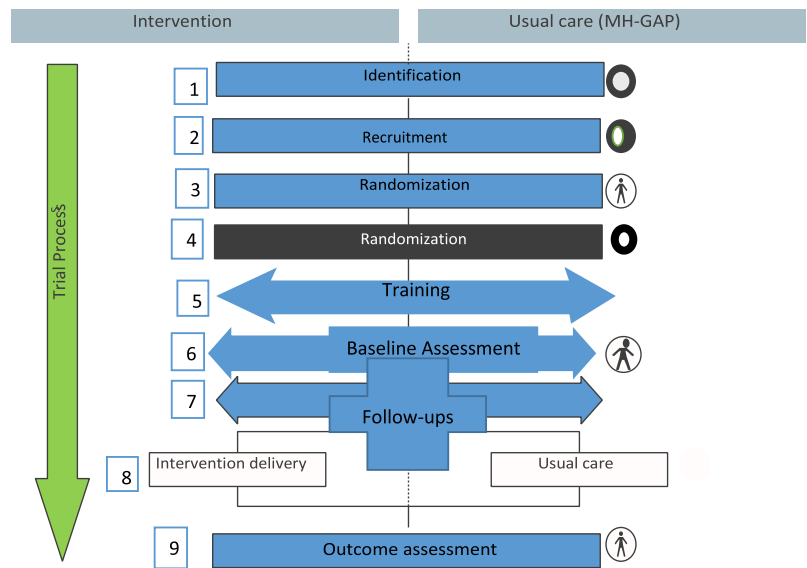 Intervention
Usual care (MH-GAP)
1
Identification
2
Recruitment
3
Randomization
4
Randomization
5
Training
6
Baseline Assessment
7
Follow-ups
8
Intervention delivery
Usual care
9
Outcome assessment
Trial Process